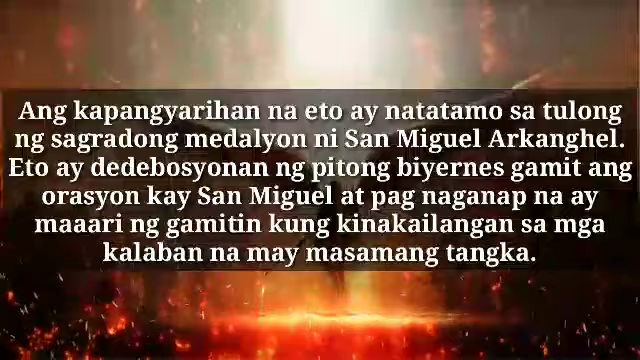 Ang kapangyarihan na eto ay natatamo sa tulong
ng sagradong medalyon ni San Miguel Arkanghel.
Eto ay dedebosyonan ng pitong biyernes gamit ang
orasyon kay San Miguel at pag naganap na ay
maaari ng gamitin kung kinakailangan sa mga
kalaban na may masamang tangka.